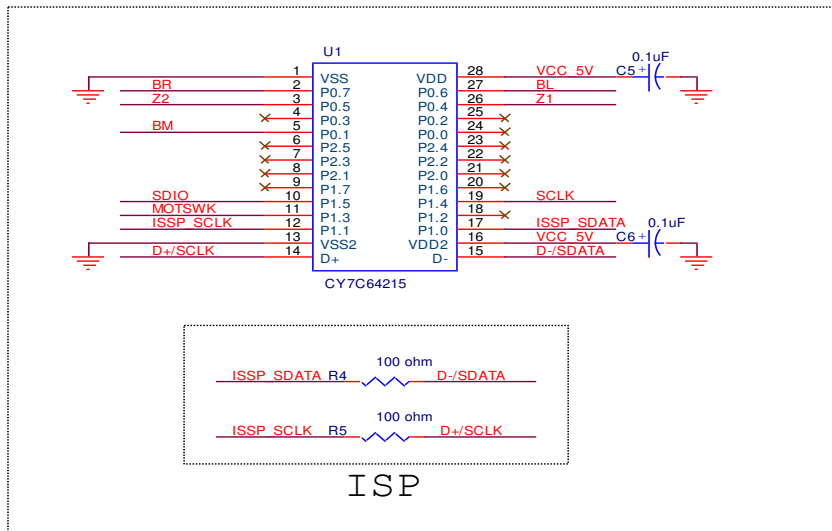 U1
0.1uF
1 VSS VDD 28 VCC_5V C5 +
BR 2 P0.7 P0.6 27 BL
Z2 3 P0.5 P0.4 26 Z1
4 P0.3 P0.2 25
BM 5 P0.1 P0.0 24
6 P2.5 P2.4 23
7 P2.3 P2.2 22
8 P2.1 P2.0 21
9 P1.7 P1.6 20
SDIO 10 P1.5 P1.4 19 SCLK
MOTSWK 11 P1.3 P1.2 18
ISSP_SCLK 12 P1.1 P1.0 17 ISSP_SDATA 0.1uF
13 VSS2 VDD2 16 VCC_5V C6 +
D+/SCLK 14 D+ D- 15 D-/SDATA
CY7C64215
100 ohm
ISSP_SDATA R4 D-/SDATA
100 ohm
ISSP_SCLK R5 D+/SCLK
ISP